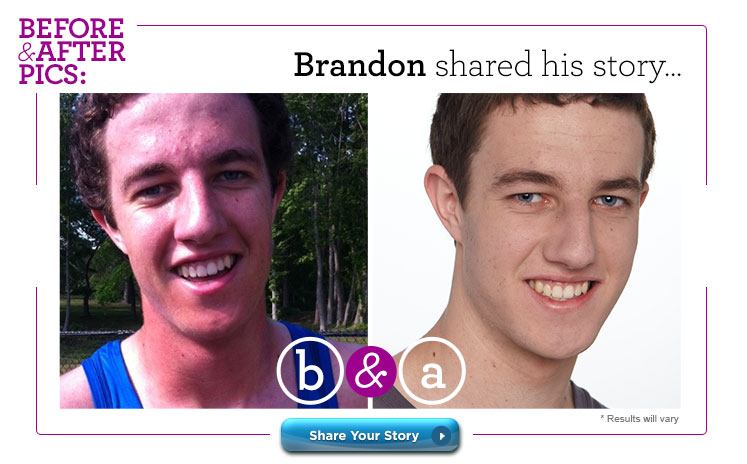 BEFORE
&AFTER
PICS:
Brandon shared his story...
b & a
* Results will vary
Share Your Story